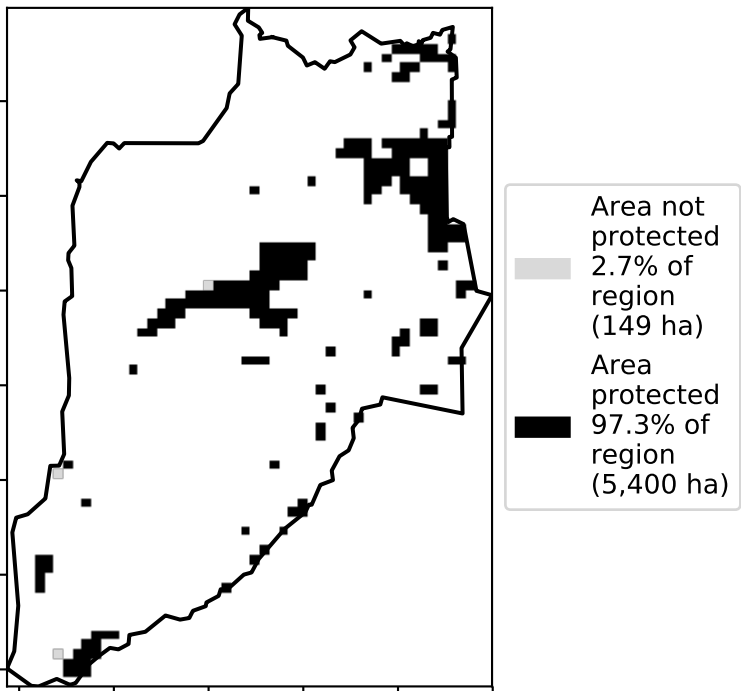 Area not
protected
2.7% of
region
(149 ha)
Area
protected
97.3% of
region
(5,400 ha)